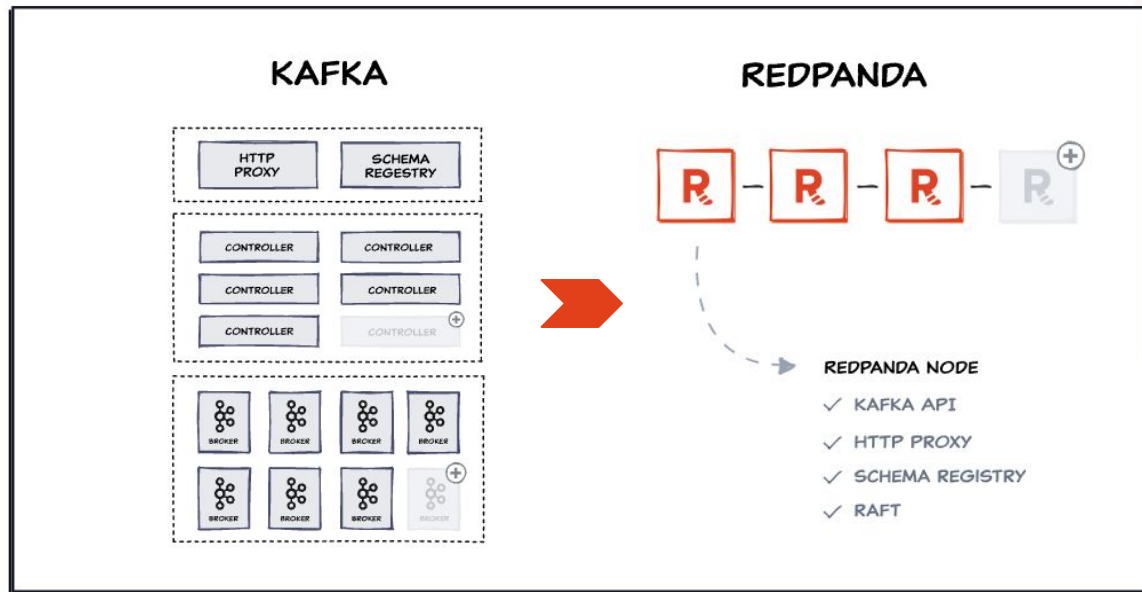 KAFKA
HTTP
PROXY
SCHEMA
REGESTRY
CONTROLLER
CONTROLLER
CONTROLLER
CONTROLLER
CONTROLLER
CONTROLLER
BROKER
BROKER
BROKER
BROKER
BROKER
BROKER
BROKER
BROKER
REDPANDA
R
R
R
R
REDPANDA NODE
KAFKA API
HTTP PROXY
SCHEMA REGISTRY
RAFT